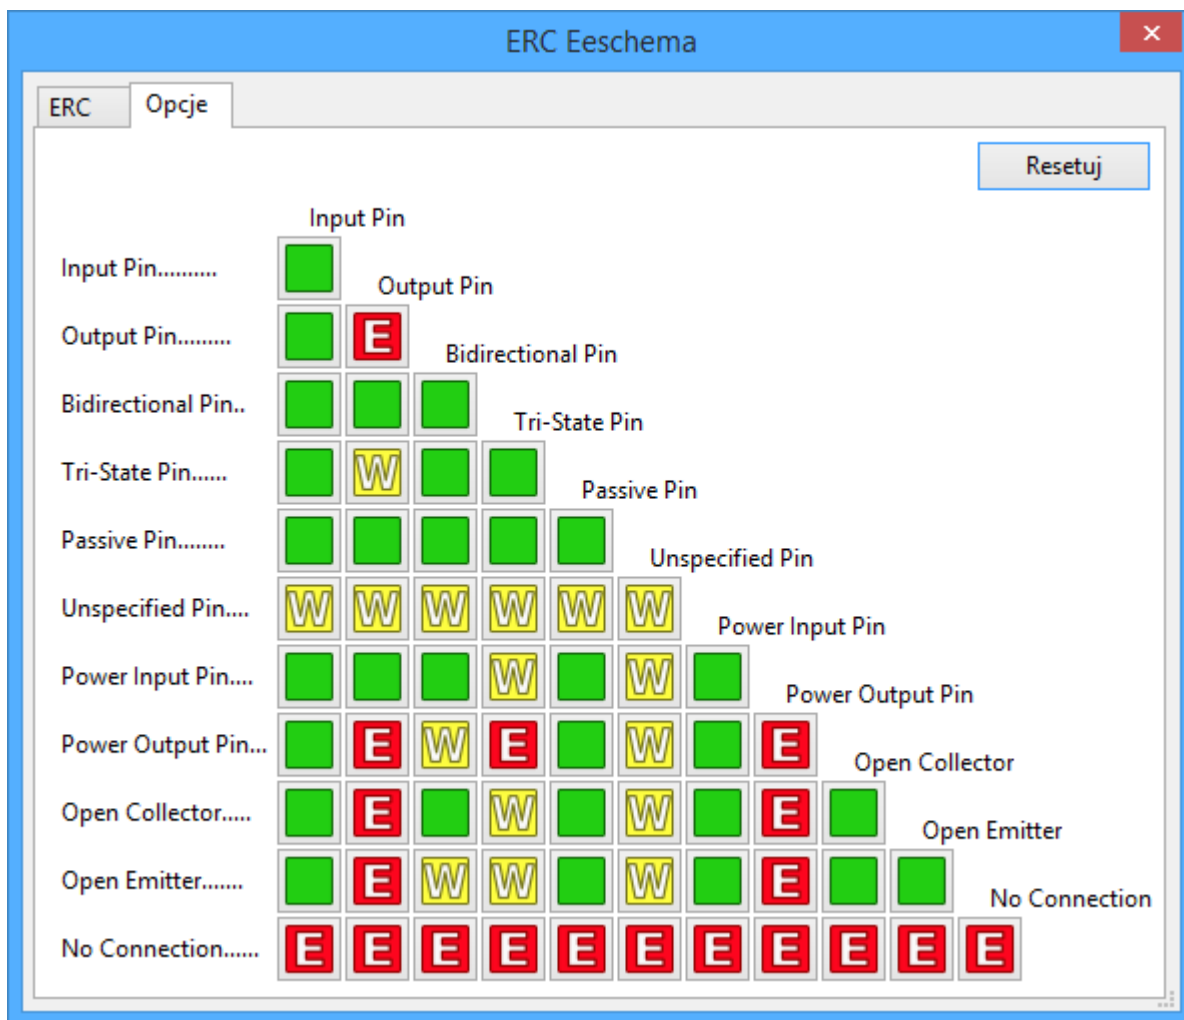 ERC Eeschema
×
ERC Opcje
Resetuj
Input Pin
Input Pin..........
Output Pin
Output Pin.........
E
Bidirectional Pin
Bidirectional Pin..
Tri-State Pin
Tri-State Pin......
W
Passive Pin
Passive Pin........
Unspecified Pin
Unspecified Pin.... W W W W W W
Power Input Pin
Power Input Pin.... W W
Power Output Pin
Power Output Pin... E W E W E
Open Collector
Open Collector..... E W W E
Open Emitter
Open Emitter....... E W W W E
No Connection
No Connection...... E E E E E E E E E E E